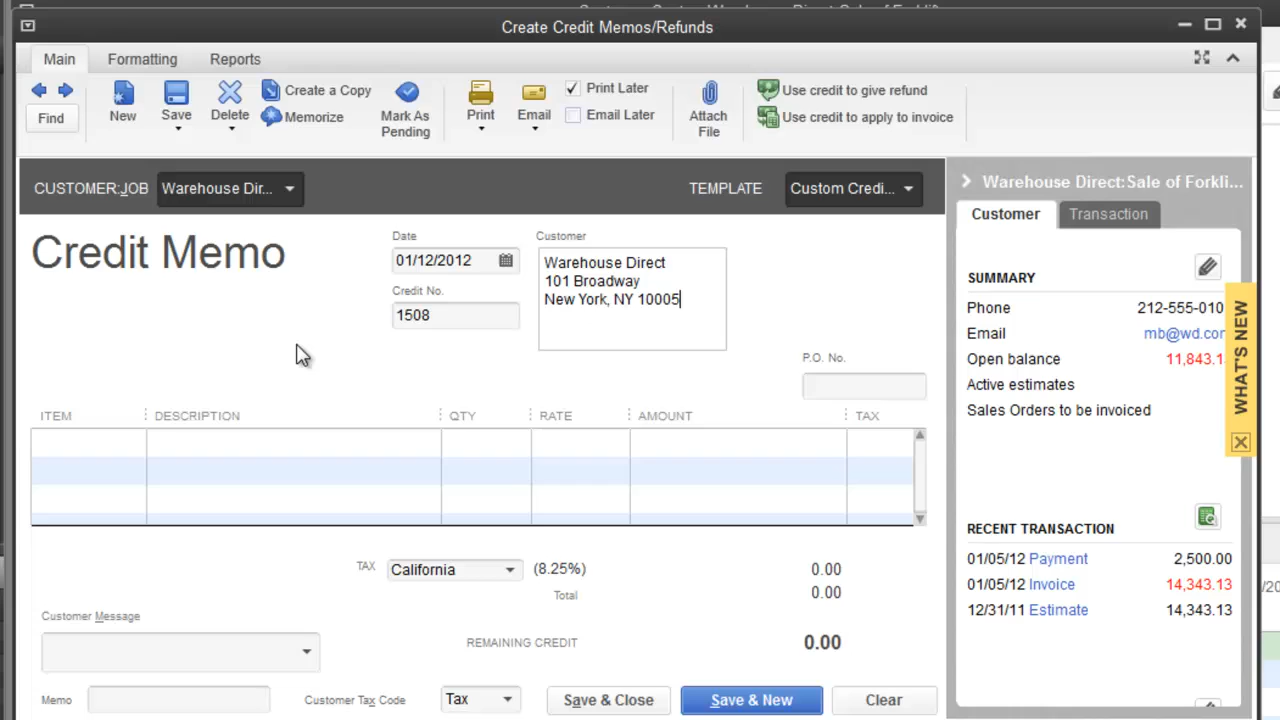 Create Credit Memos/Refunds
Main Formatting Reports
Find
New
Save
Delete
Create a Copy
Memorize
Mark As
Pending
Print
Email
Print Later
Email Later
Attach
File
Use credit to give refund
Use credit to apply to invoice
CUSTOMER:JOB Warehouse Dir... TEMPLATE Custom Credi...
Credit Memo
Date
01/12/2012
Credit No.
1508
Customer
Warehouse Direct
101 Broadway
New York, NY 10005
P.O. No.
ITEM DESCRIPTION QTY RATE AMOUNT TAX
TAX California (8.25%) 0.00
Total 0.00
Customer Message
REMAINING CREDIT 0.00
Memo Customer Tax Code Tax Save & Close Save & New Clear
Warehouse Direct:Sale of Forkli...
Customer Transaction
SUMMARY
Phone 212-555-010
Email mb@wd.cor
Open balance 11,843.1
Active estimates
Sales Orders to be invoiced
WHAT'S NEW
RECENT TRANSACTION
01/05/12 Payment 2,500.00
01/05/12 Invoice 14,343.13
12/31/11 Estimate 14,343.13